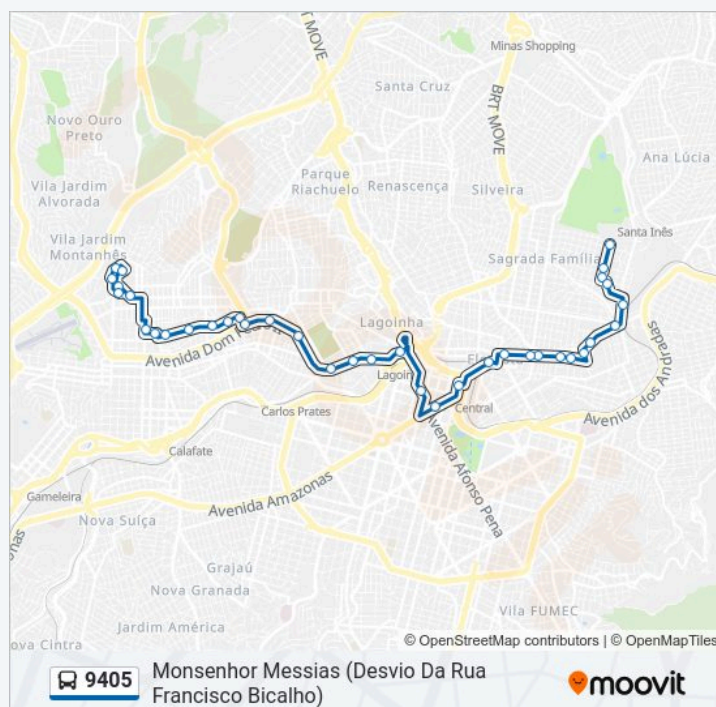 Minas Shopping
BRT MOVE
Santa Cruz
BRT MOVE
Novo Ouro
Preto
Ana Lúcia
Parque
Riachuelo
Renascença
Silveira
Vila Jardim
Alvorada
Vila Jardim
Montanhês
Santa Inês
Sagrada Família
Lagoinha
Avenida Dom
Lagoin
Carlos Prates
Central
Avenida dos Andradas
Calafate
Avenida Afonso Pena
Gameleira
Avenida Amazonas
Nova Suíça
Grajaú
Nova Granada
Jardim América
Vila FUMEC
ova Cintra
© OpenStreetMap contributors | © OpenMapTiles
9405
Monsenhor Messias (Desvio Da Rua
Francisco Bicalho)
moovit